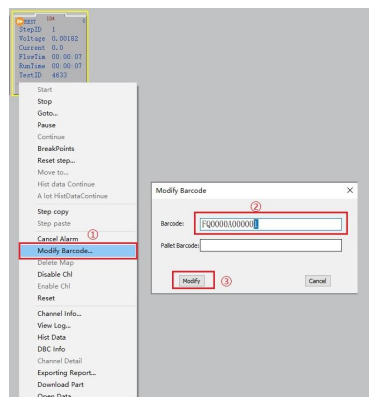 REST 104 5
StepID 1
Voltage 0.00182
Current 0.0
FlowTim 00:00:07
RunTime 00:00:07
TestID 4633
Start
Stop
Goto...
Pause
Continue
BreakPoints
Reset step...
Move to...
Hist data Continue
A lot HistDataContinue
Step copy
Step paste
Cancel Alarm
①
Modify Barcode...
Delete Map
Disable Chl
Enable Chl
Reset
Channel Info...
View Log...
Hist Data
DBC Info
Channel Detail
Exporting Report...
Download Part
Open Data
Modify Barcode
②
Barcode: FQ0000A000001
Pallet Barcode:
Modify ③ Cancel